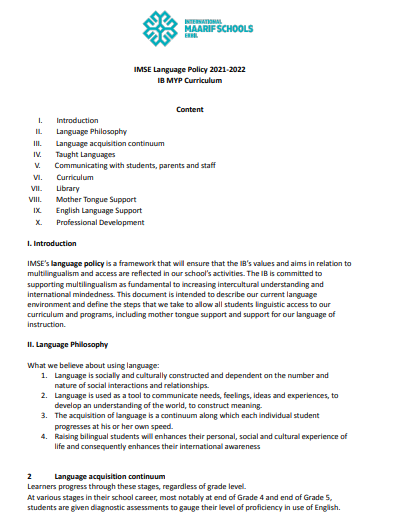 INTERNATIONAL
MAARIF SCHOOLS
ERBIL
IMSE Language Policy 2021-2022
IB MYP Curriculum
Content
I. Introduction
II. Language Philosophy
III. Language acquisition continuum
IV. Taught Languages
V. Communicating with students, parents and staff
VI. Curriculum
VII. Library
VIII. Mother Tongue Support
IX. English Language Support
X. Professional Development
I. Introduction
IMSE's language policy is a framework that will ensure that the IB's values and aims in relation to
multilingualism and access are reflected in our school's activities. The IB is committed to
supporting multilingualism as fundamental to increasing intercultural understanding and
international mindedness. This document is intended to describe our current language
environment and define the steps that we take to allow all students linguistic access to our
curriculum and programs, including mother tongue support and support for our language of
instruction.
II. Language Philosophy
What we believe about using language:
1. Language is socially and culturally constructed and dependent on the number and
nature of social interactions and relationships.
2. Language is used as a tool to communicate needs, feelings, ideas and experiences, to
develop an understanding of the world, to construct meaning.
3. The acquisition of language is a continuum along which each individual student
progresses at his or her own speed.
4. Raising bilingual students will enhances their personal, social and cultural experience of
life and consequently enhances their international awareness
2 Language acquisition continuum
Learners progress through these stages, regardless of grade level.
At various stages in their school career, most notably at end of Grade 4 and end of Grade 5,
students are given diagnostic assessments to gauge their level of proficiency in use of English.